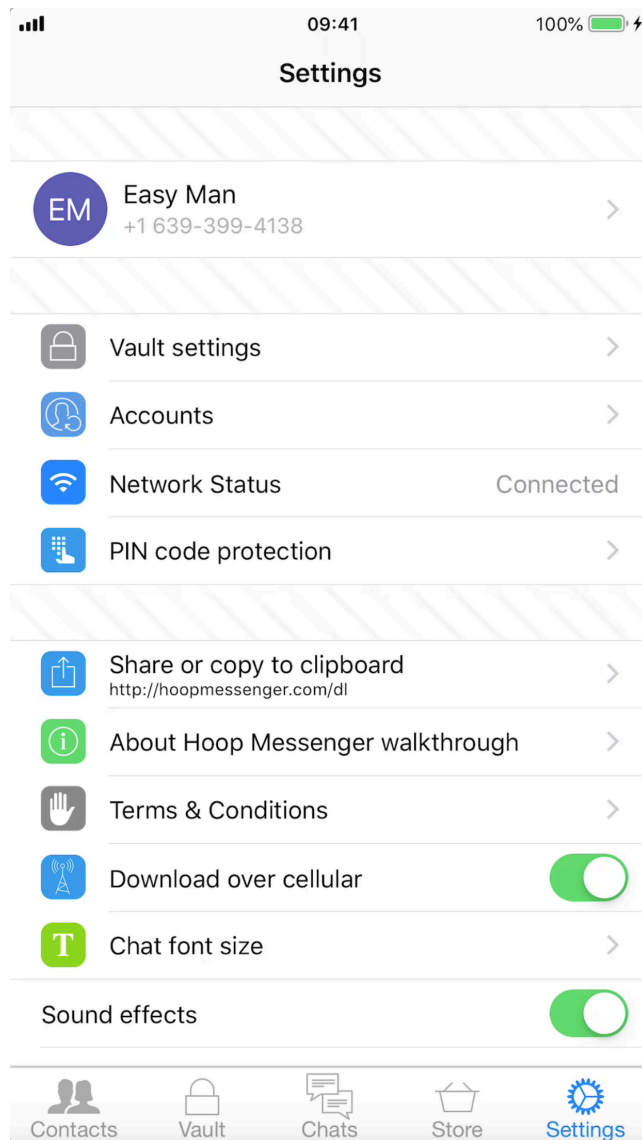 09:41
100%
Settings
EM
Easy Man
+1 639-399-4138
Vault settings
Accounts
Network Status
Connected
PIN code protection
Share or copy to clipboard
http://hoopmessenger.com/dl
About Hoop Messenger walkthrough
Terms & Conditions
Download over cellular
T
Chat font size
Sound effects
Contacts
Vault
Chats
Store
Settings